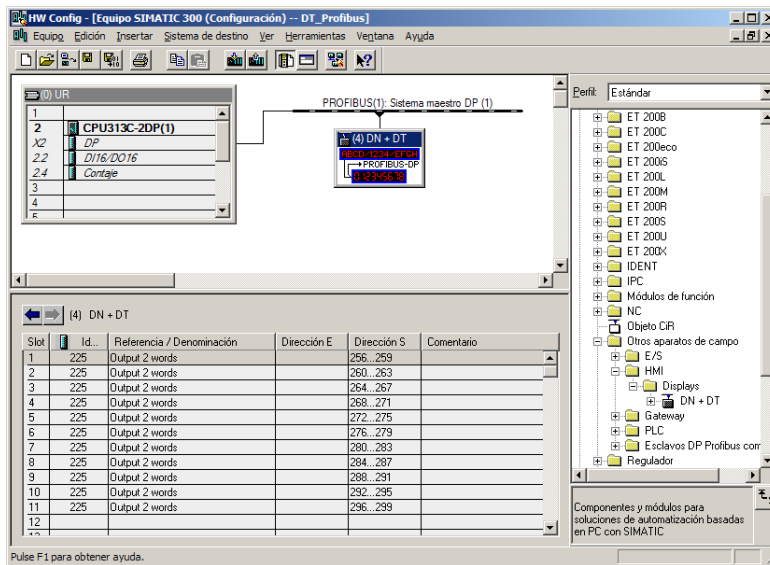 HW Config - [Equipo SIMATIC 300 (Configuración) -- DT_Profibus]
Equipo Edición Insertar Sistema de destino Ver Herramientas Ventana Ayuda
(0) UR
1
2 CPU313C-2DP(1)
X2 DP
2.2 DI16/DO16
2.4 Contaje
3
4
5
PROFIBUS(1): Sistema maestro DP (1)
(4) DN + DT
ABCD/1234/EFGH
PROFIBUS-DP
012345678
Perfil: Estándar
ET 200B
ET 200C
ET 200eco
ET 200iS
ET 200L
ET 200M
ET 200R
ET 200S
ET 200U
ET 200X
IDENT
IPC
Módulos de función
NC
Objeto CiR
Otros aparatos de campo
E/S
HMI
Displays
DN + DT
Gateway
PLC
Esclavos DP Profibus com
Regulador
Componentes y módulos para
soluciones de automatización basadas
en PC con SIMATIC
(4) DN + DT
Slot Id... Referencia / Denominación Dirección E Dirección S Comentario
1 225 Output 2 words 256...259
2 225 Output 2 words 260...263
3 225 Output 2 words 264...267
4 225 Output 2 words 268...271
5 225 Output 2 words 272...275
6 225 Output 2 words 276...279
7 225 Output 2 words 280...283
8 225 Output 2 words 284...287
9 225 Output 2 words 288...291
10 225 Output 2 words 292...295
11 225 Output 2 words 296...299
12
Pulse F1 para obtener ayuda.